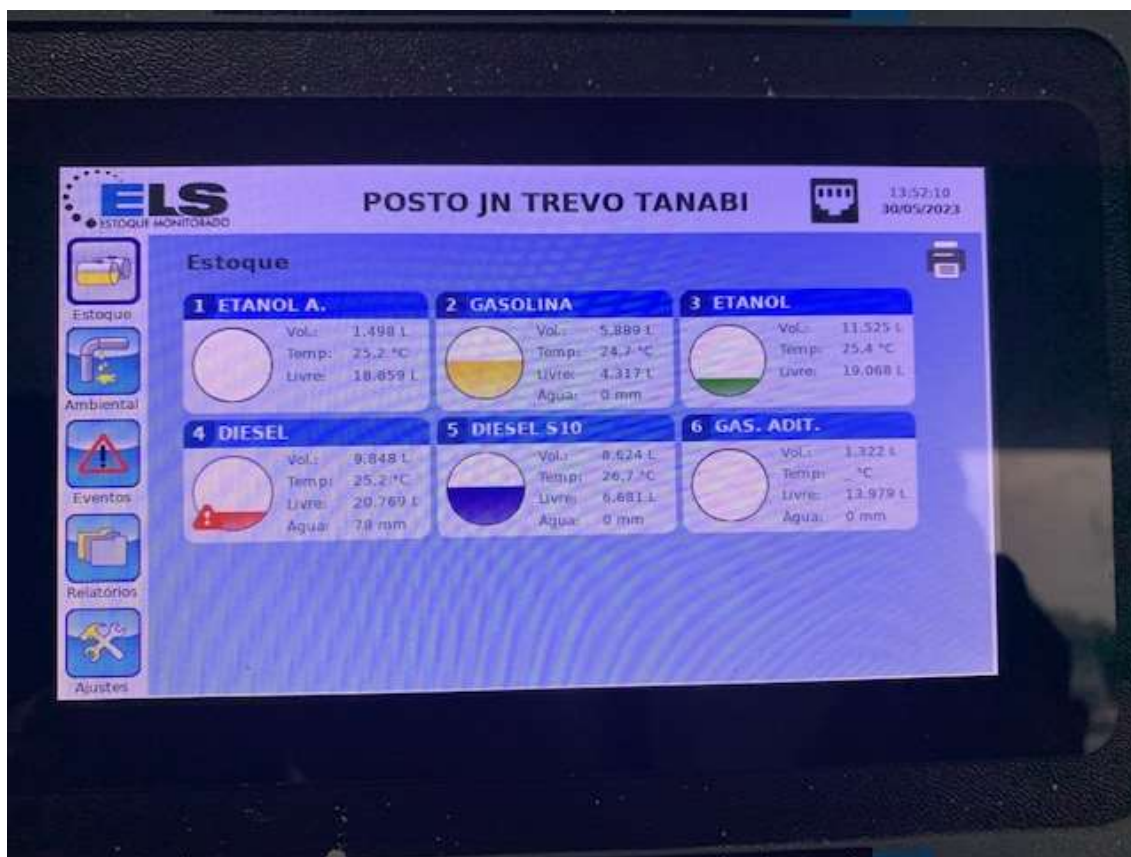 ELS
ESTOQUE MONITORADO
POSTO JN TREVO TANABI
13:52:10
30/05/2023
Estoque
Estoque
Ambiental
Eventos
Relatórios
Ajustes
1 ETANOL A.
Vol.: 1.498 L
Temp: 25,2 °C
Livre: 18.859 L
2 GASOLINA
Vol.: 5.889 L
Temp: 24,7 °C
Livre: 4.317 L
Água: 0 mm
3 ETANOL
Vol.: 11.525 L
Temp: 25,4 °C
Livre: 19.068 L
4 DIESEL
Vol.: 9.848 L
Temp: 25,2 °C
Livre: 20.769 L
Água: 78 mm
5 DIESEL S10
Vol.: 8.624 L
Temp: 26,7 °C
Livre: 6.681 L
Água: 0 mm
6 GAS. ADIT.
Vol.: 1.322 L
Temp: _ °C
Livre: 13.979 L
Água: 0 mm